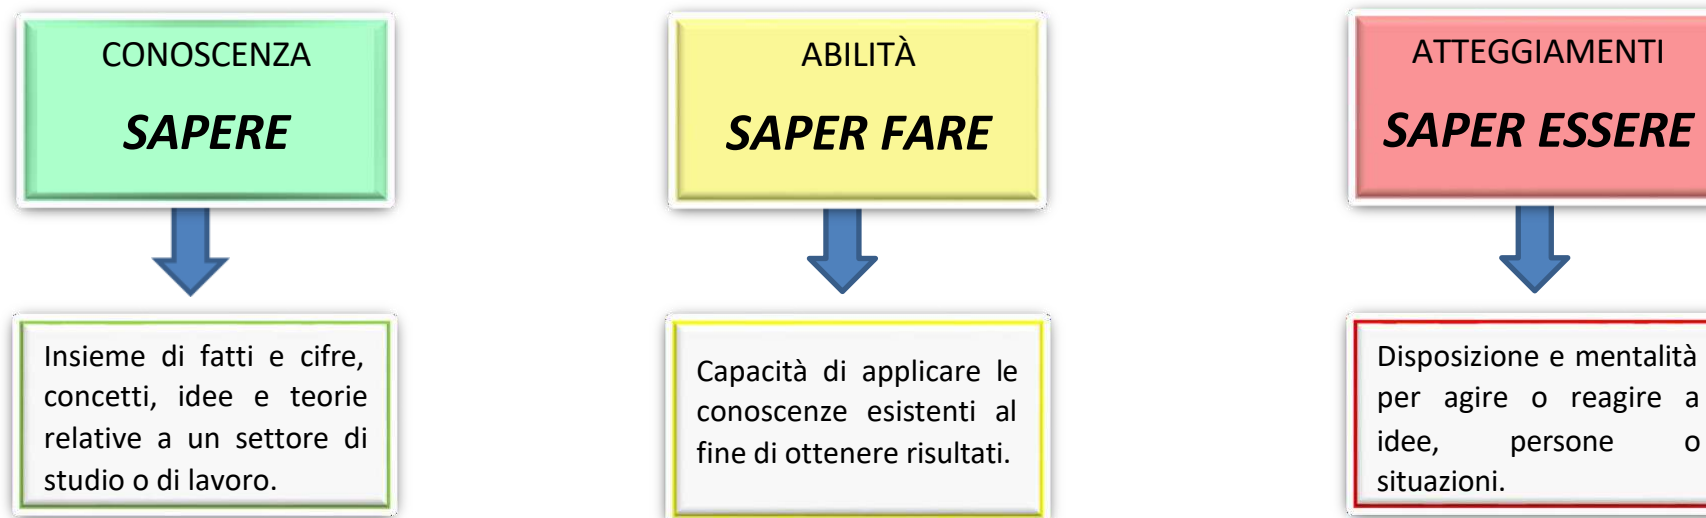 CONOSCENZA
SAPERE
Insieme di fatti e cifre,
concetti, idee e teorie
relative a un settore di
studio o di lavoro.
ABILITÀ
SAPER FARE
Capacità di applicare le
conoscenze esistenti al
fine di ottenere risultati.
ATTEGGIAMENTI
SAPER ESSERE
Disposizione e mentalità
per agire o reagire a
idee, persone o
situazioni.